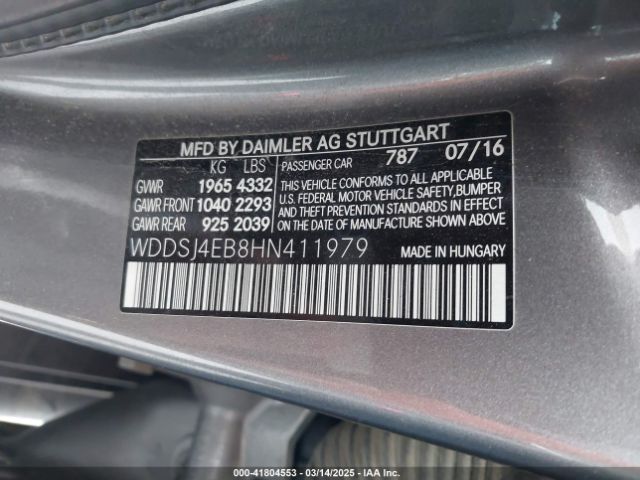 MFD BY DAIMLER AG STUTTGART
KG LBS PASSENGER CAR 787 07/16
GVWR 1965 4332
GAWR FRONT 1040 2293
GAWR REAR 925 2039
THIS VEHICLE CONFORMS TO ALL APPLICABLE
U.S. FEDERAL MOTOR VEHICLE SAFETY, BUMPER
AND THEFT PREVENTION STANDARDS IN EFFECT
ON THE DATE OF MANUFACTURE SHOWN ABOVE.
WDDSJ4EB8HN411979 MADE IN HUNGARY
000-41804553 — 03/14/2025 — IAA Inc.